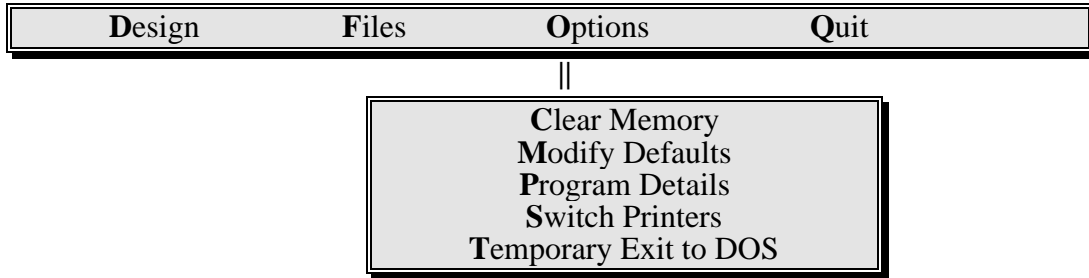 Design Files Options Quit
Clear Memory
Modify Defaults
Program Details
Switch Printers
Temporary Exit to DOS